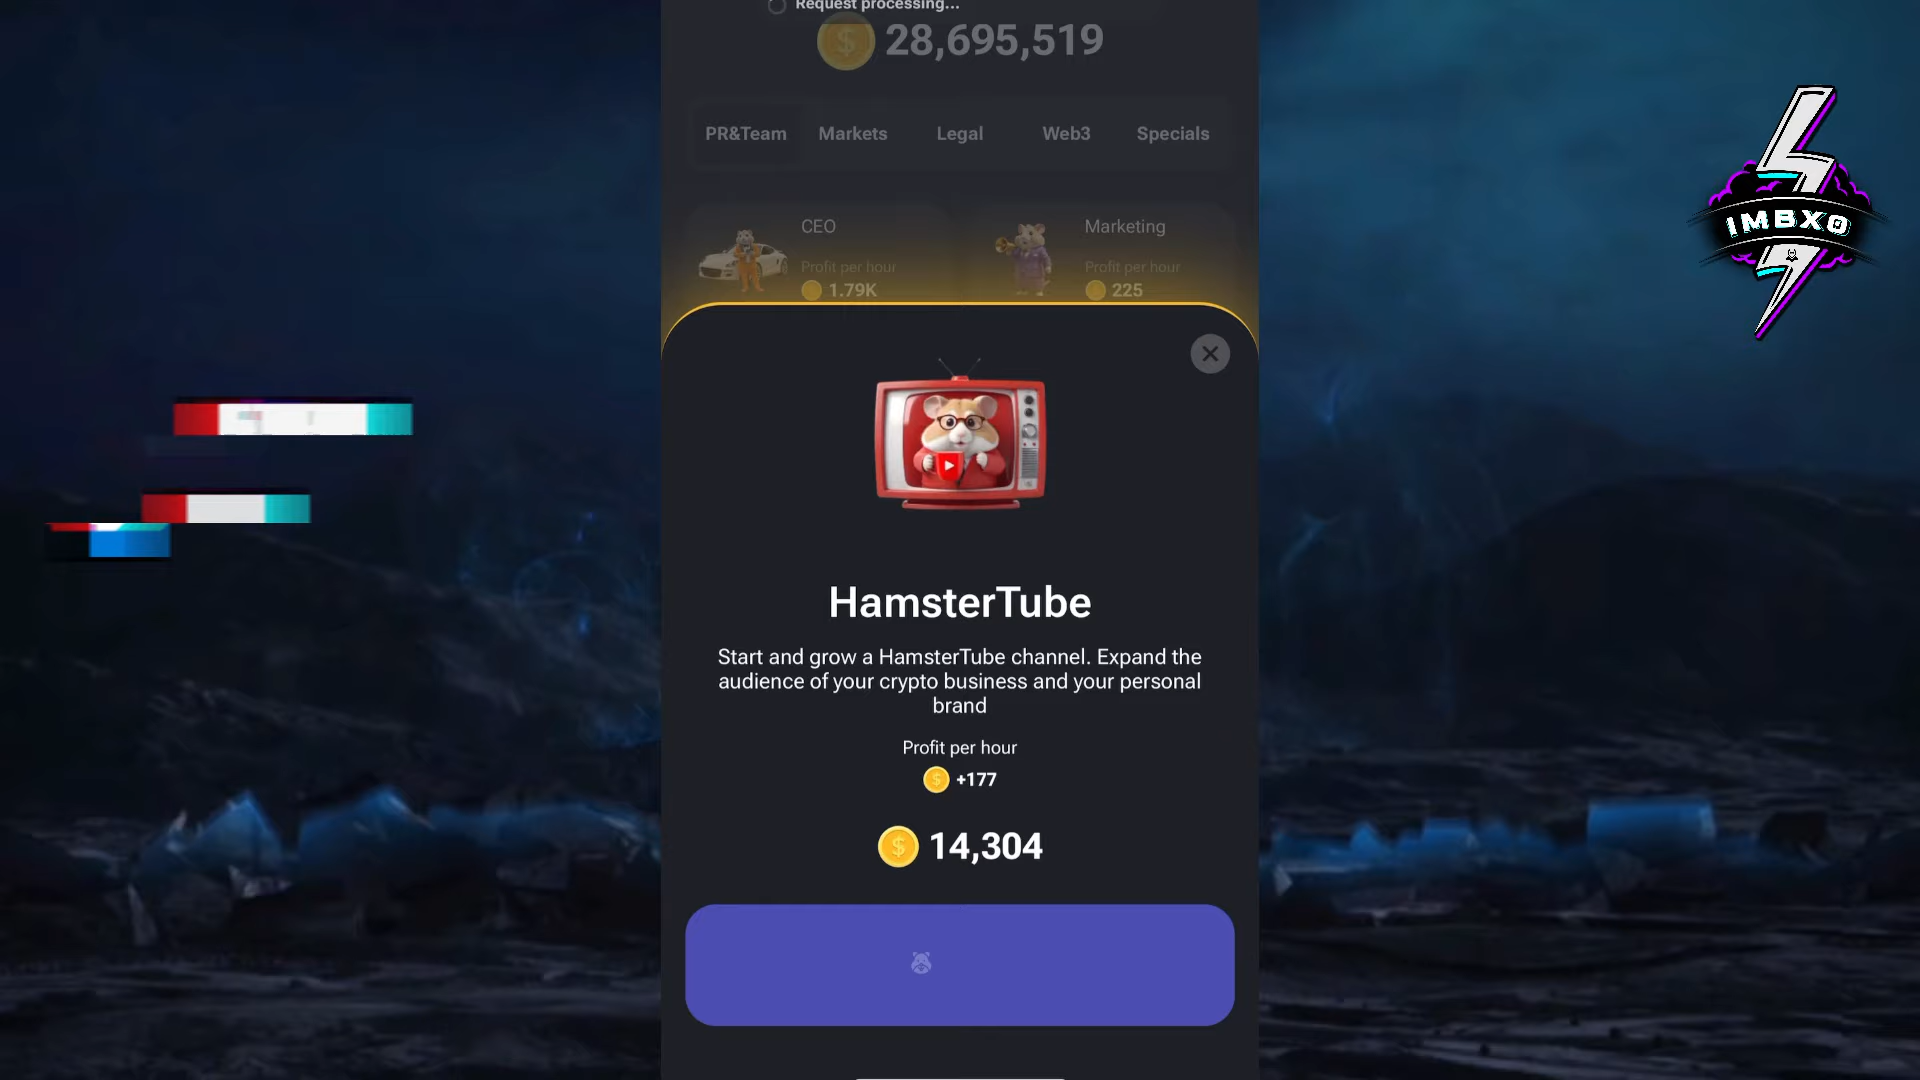 Request processing...
28,695,519
PR&Team Markets Legal Web3 Specials
CEO
Profit per hour
1.79K
Marketing
Profit per hour
225
IMBXO
HamsterTube
Start and grow a HamsterTube channel. Expand the
audience of your crypto business and your personal
brand
Profit per hour
+177
14,304